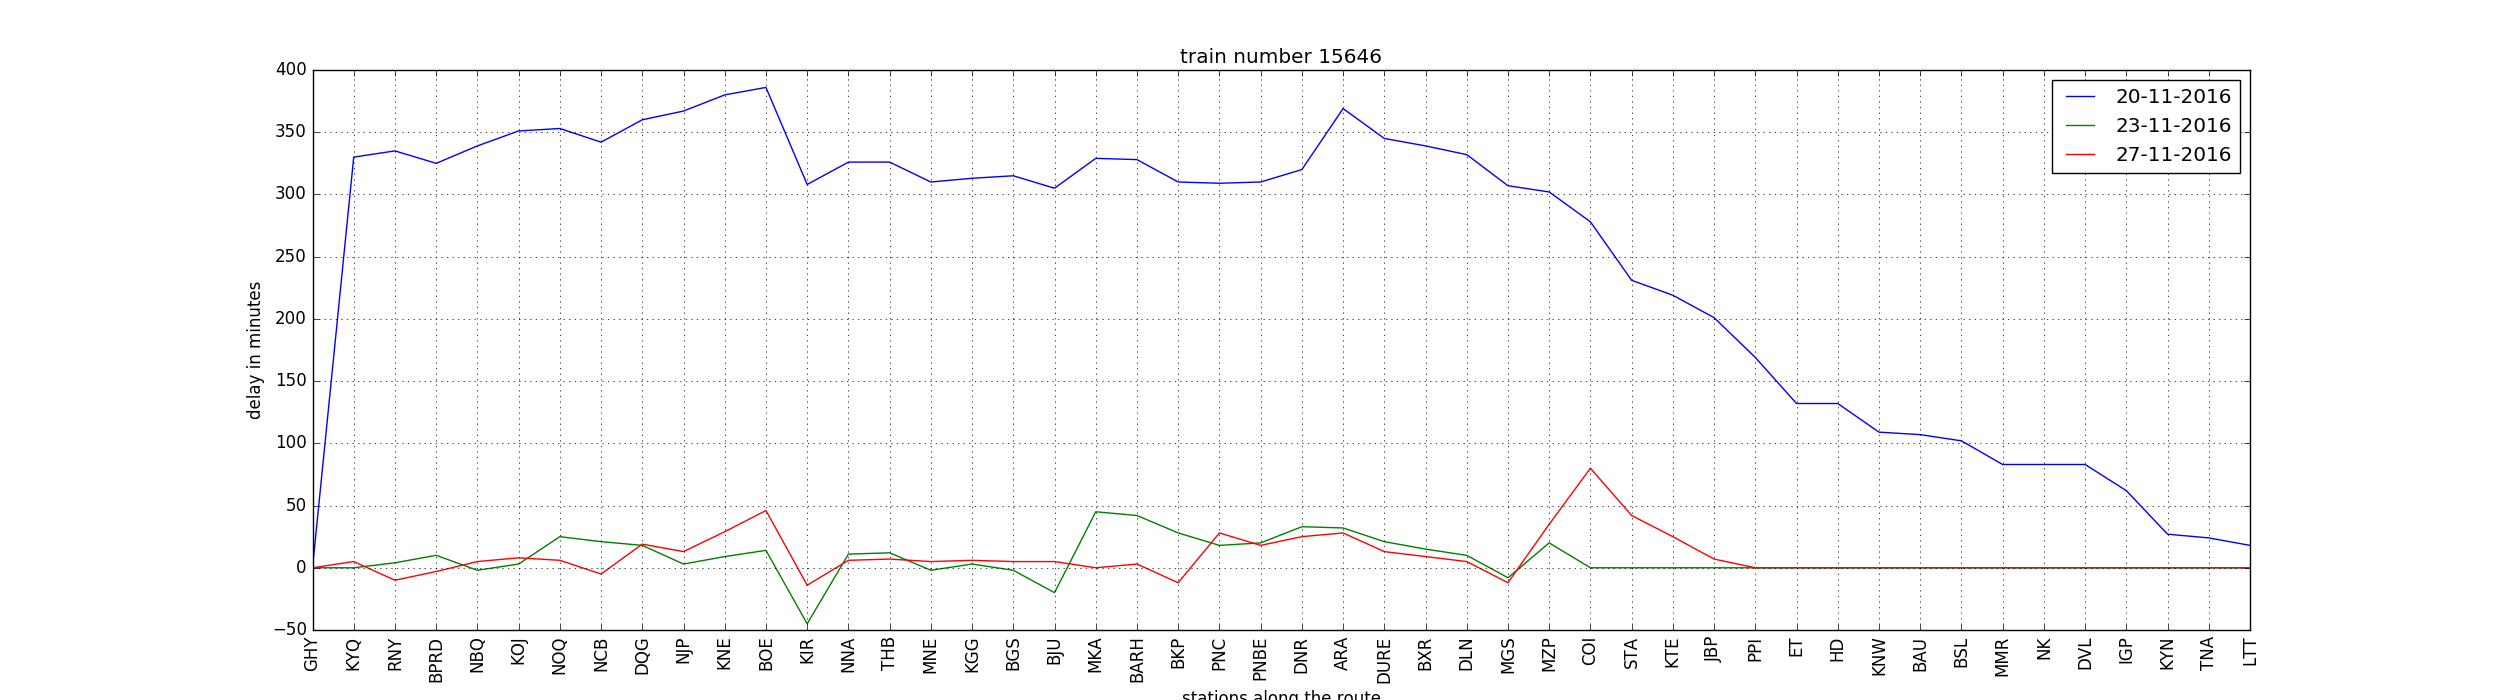 train number 15646
400
350
300
250
200
150
100
50
0
−50
delay in minutes
20-11-2016
23-11-2016
27-11-2016
GHY
KYQ
RNY
BPRD
NBQ
KOJ
NOQ
NCB
DQG
NJP
KNE
BOE
KIR
NNA
THB
MNE
KGG
BGS
BJU
MKA
BARH
BKP
PNC
PNBE
DNR
ARA
DURE
BXR
DLN
MGS
MZP
COI
STA
KTE
JBP
PPI
ET
HD
KNW
BAU
BSL
MMR
NK
DVL
IGP
KYN
TNA
LTT
stations along the route